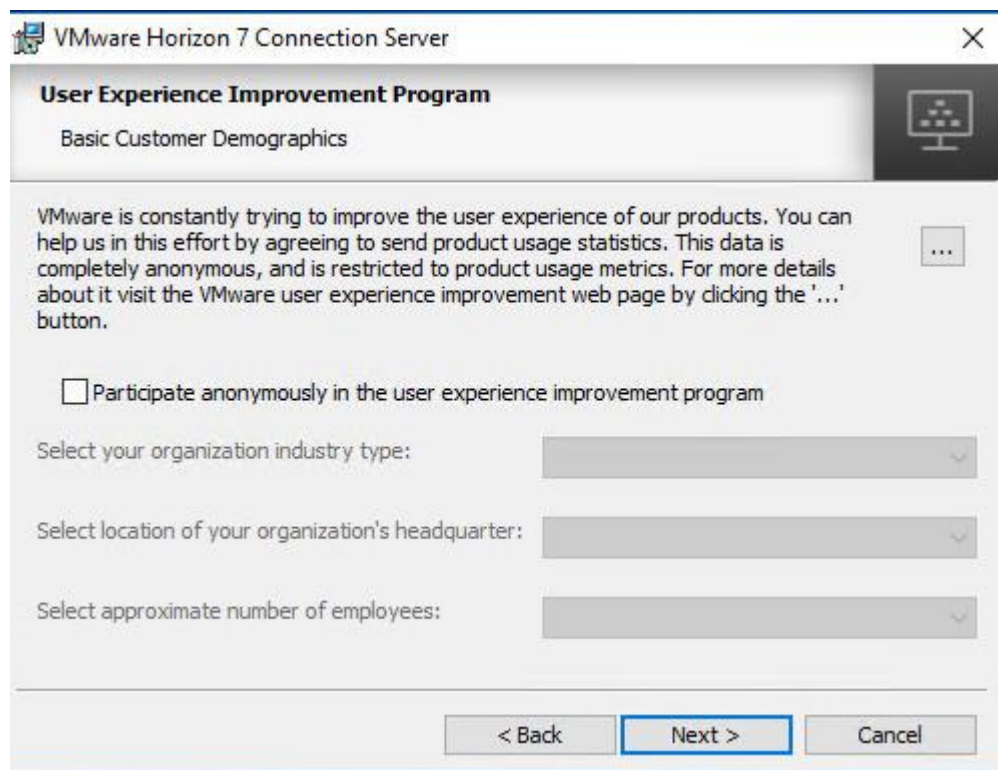 VMware Horizon 7 Connection Server
User Experience Improvement Program
Basic Customer Demographics
VMware is constantly trying to improve the user experience of our products. You can
help us in this effort by agreeing to send product usage statistics. This data is
completely anonymous, and is restricted to product usage metrics. For more details
about it visit the VMware user experience improvement web page by clicking the '...'
button.
...
Participate anonymously in the user experience improvement program
Select your organization industry type:
Select location of your organization's headquarter:
Select approximate number of employees:
< Back Next > Cancel